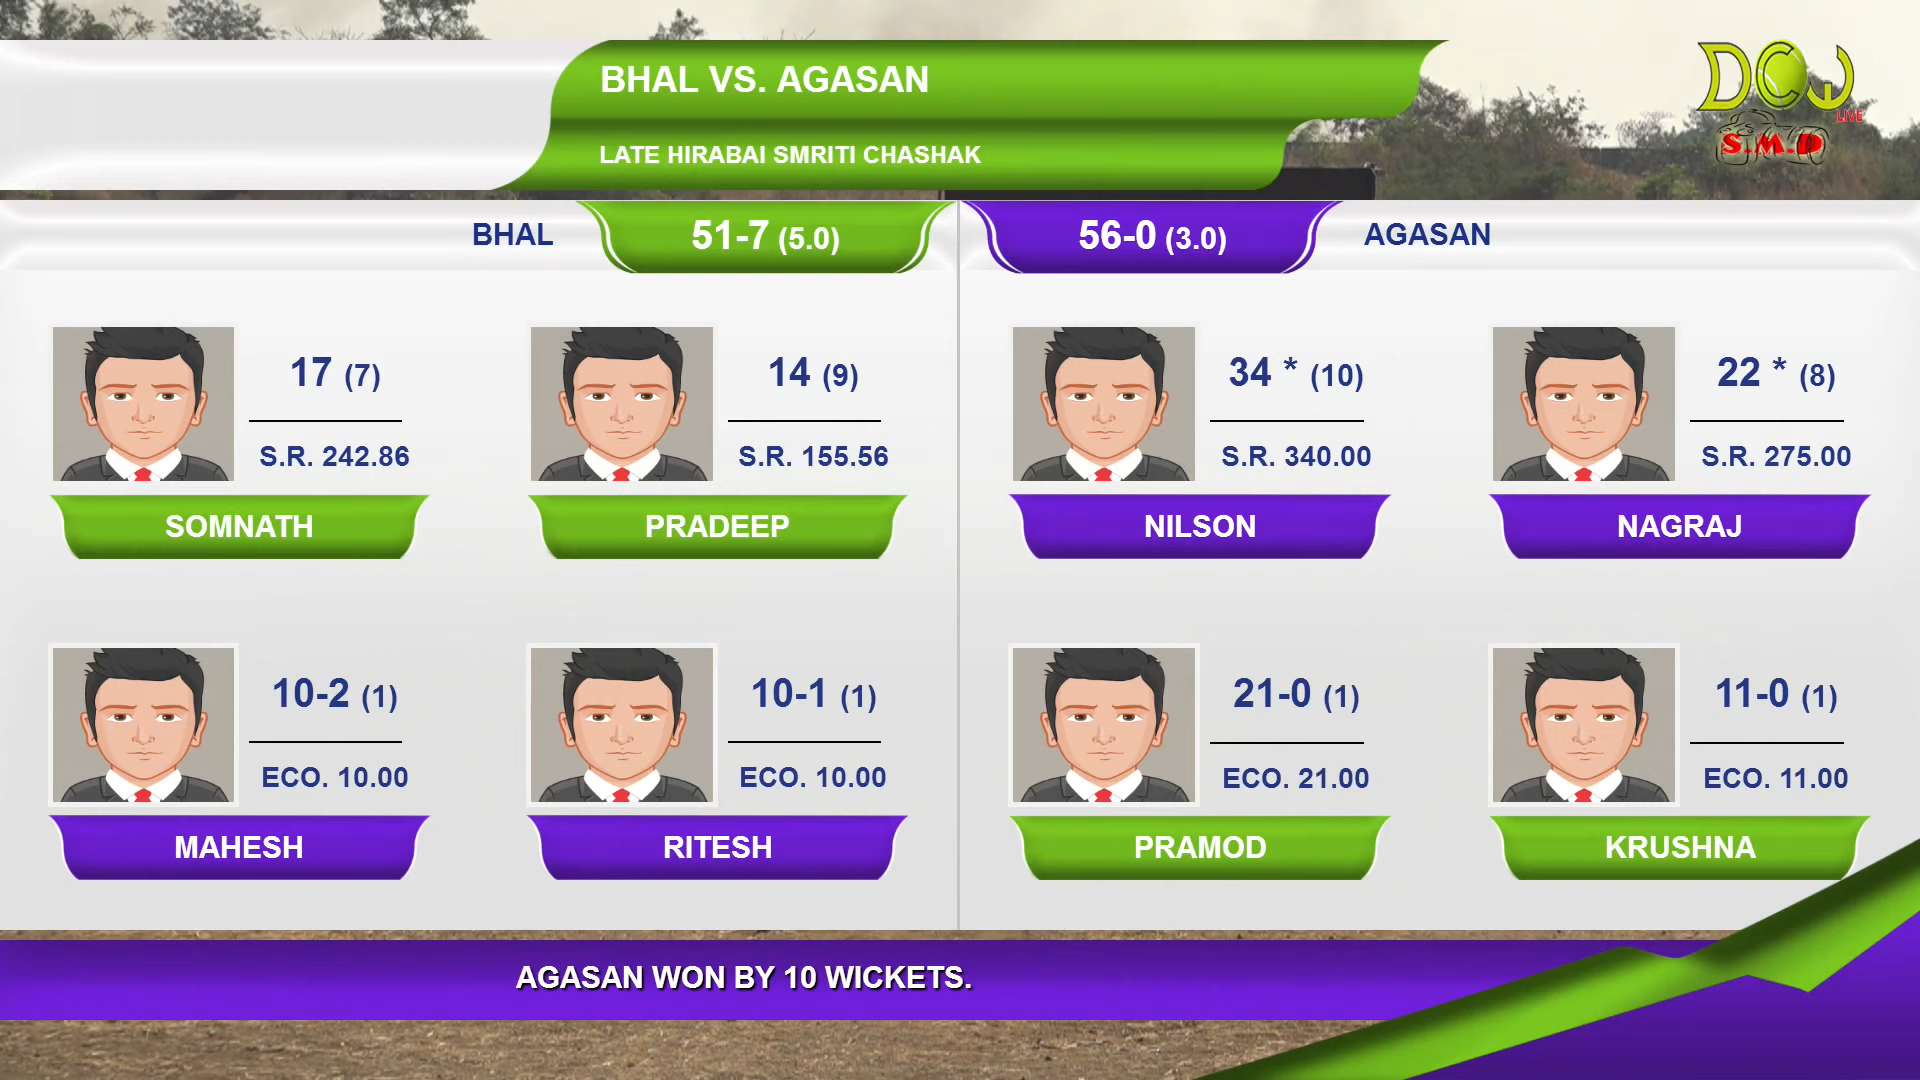 BHAL VS. AGASAN
LATE HIRABAI SMRITI CHASHAK
DCJ
LIVE
S.M.D
BHAL
51-7 (5.0)
56-0 (3.0)
AGASAN
17 (7)
S.R. 242.86
SOMNATH
14 (9)
S.R. 155.56
PRADEEP
34 * (10)
S.R. 340.00
NILSON
22 * (8)
S.R. 275.00
NAGRAJ
10-2 (1)
ECO. 10.00
MAHESH
10-1 (1)
ECO. 10.00
RITESH
21-0 (1)
ECO. 21.00
PRAMOD
11-0 (1)
ECO. 11.00
KRUSHNA
AGASAN WON BY 10 WICKETS.